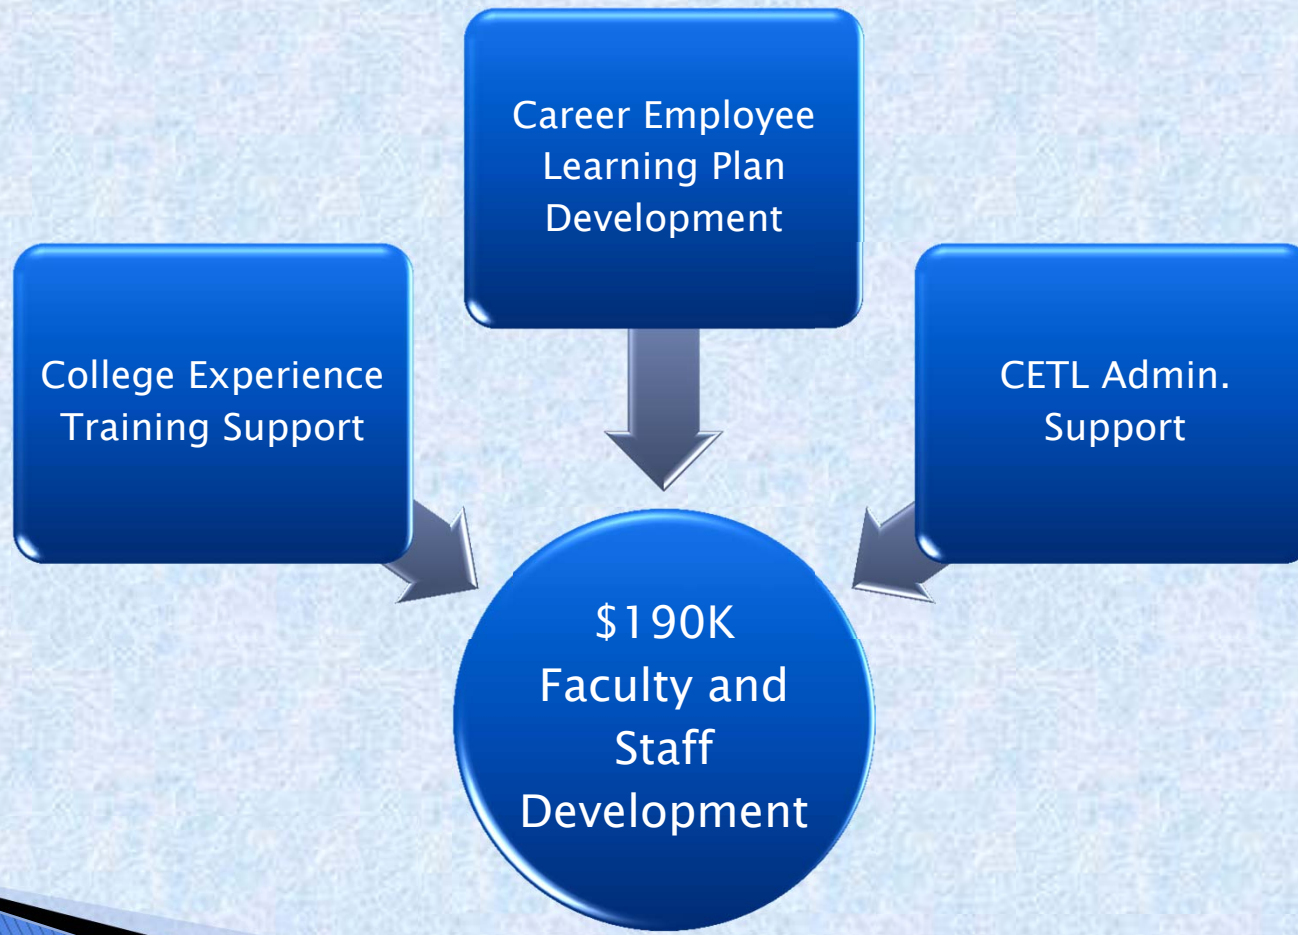 Career Employee
Learning Plan
Development
College Experience
Training Support
CETL Admin.
Support
$190K
Faculty and
Staff
Development